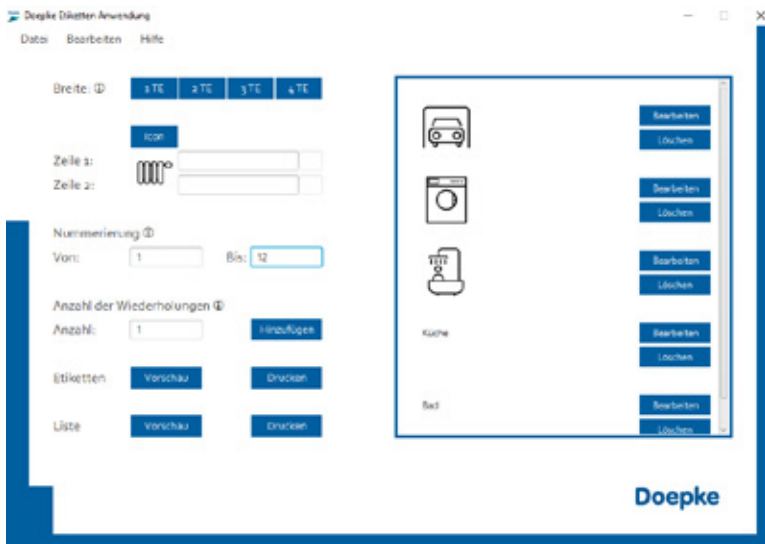 Doepke Etiketten Anwendung
Datei Bearbeiten Hilfe
Breite: 1 TE 2 TE 3 TE 4 TE
Icon
Zeile 1:
Zeile 2:
Nummerierung
Von: 1 Bis: 12
Anzahl der Wiederholungen
Anzahl: 1 Hinzufügen
Etiketten Vorschau Drucken
Liste Vorschau Drucken
Bearbeiten
Löschen
Bearbeiten
Löschen
Bearbeiten
Löschen
Küche Bearbeiten
Löschen
Bad Bearbeiten
Löschen
Doepke